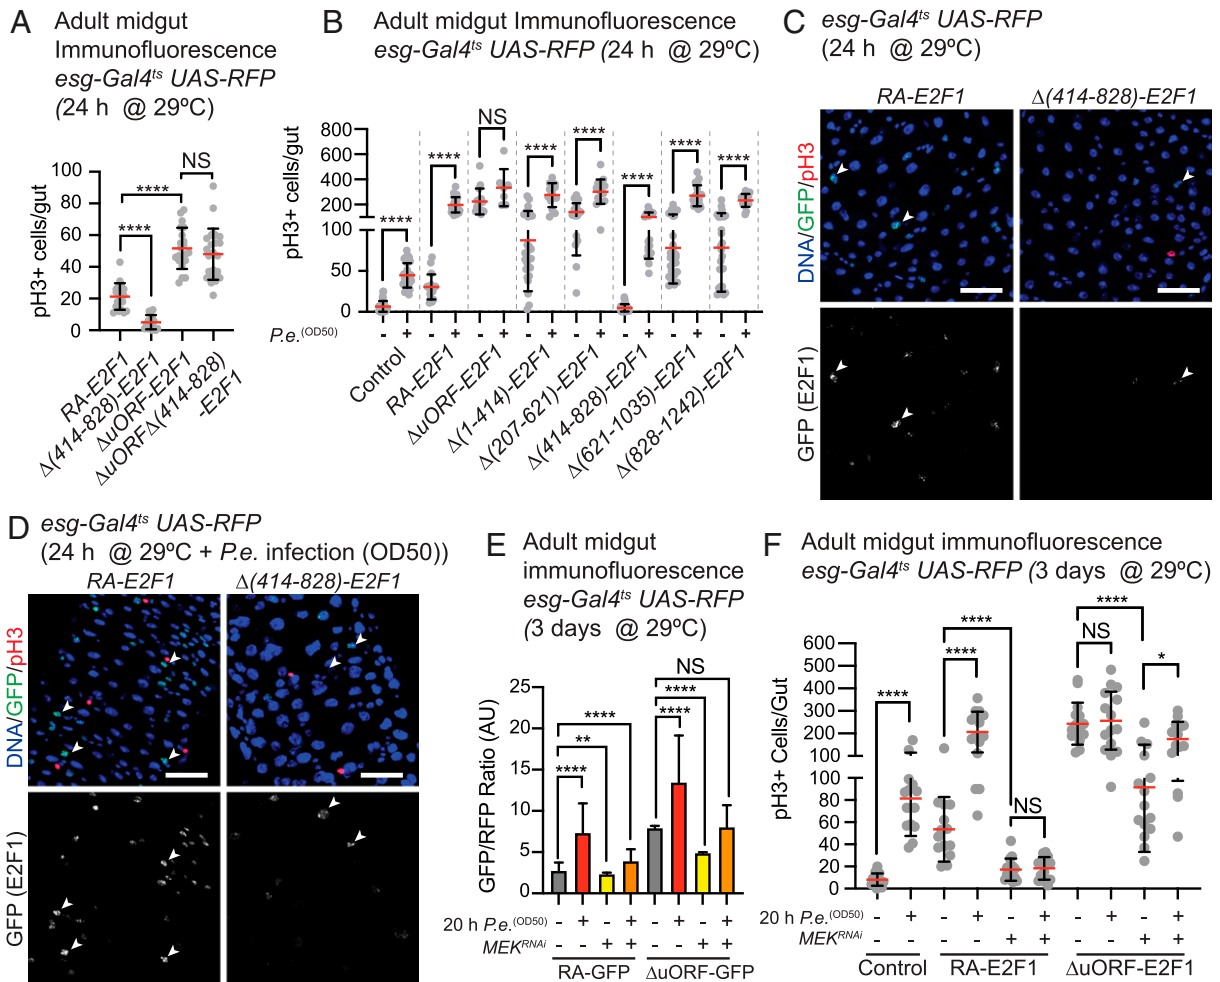 A Adult midgut
Immunofluorescence
esg-Gal4ts UAS-RFP
(24 h @ 29ºC)
pH3+ cells/gut
100
80
60
40
20
0
****
****
****
NS
RA-E2F1
Δ(414-828)-E2F1
ΔuORF-E2F1
ΔuORFΔ(414-828)
-E2F1
B Adult midgut Immunofluorescence
esg-Gal4ts UAS-RFP (24 h @ 29ºC)
pH3+ cells/gut
800
600
400
200
100
50
0
****
****
NS
****
****
****
****
****
P.e.(OD50) - + - + - + - + - + - + - + - +
Control
RA-E2F1
ΔuORF-E2F1
Δ(1-414)-E2F1
Δ(207-621)-E2F1
Δ(414-828)-E2F1
Δ(621-1035)-E2F1
Δ(828-1242)-E2F1
C esg-Gal4ts UAS-RFP
(24 h @ 29ºC)
RA-E2F1 Δ(414-828)-E2F1
DNA/GFP/pH3
GFP (E2F1)
D esg-Gal4ts UAS-RFP
(24 h @ 29ºC + P.e. infection (OD50))
RA-E2F1 Δ(414-828)-E2F1
DNA/GFP/pH3
GFP (E2F1)
E Adult midgut
immunofluorescence
esg-Gal4ts UAS-RFP
(3 days @ 29ºC)
GFP/RFP Ratio (AU)
25
20
15
10
5
0
****
**
****
****
****
NS
20 h P.e.(OD50) - + - + - + - +
MEKRNAi - - + + - - + +
RA-GFP ΔuORF-GFP
F Adult midgut immunofluorescence
esg-Gal4ts UAS-RFP (3 days @ 29ºC)
pH3+ Cells/Gut
600
500
400
300
200
100
100
80
60
40
20
0
****
****
****
NS
NS
****
*
20 h P.e.(OD50) - + - + - + - + - +
MEKRNAi - - - - + + - - + +
Control RA-E2F1 ΔuORF-E2F1